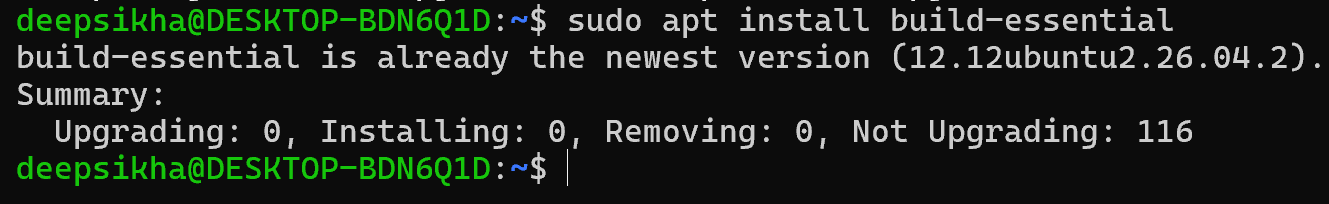 deepsikha@DESKTOP-BDN6Q1D:~$ sudo apt install build-essential
build-essential is already the newest version (12.12ubuntu2.26.04.2).
Summary:
  Upgrading: 0, Installing: 0, Removing: 0, Not Upgrading: 116
deepsikha@DESKTOP-BDN6Q1D:~$